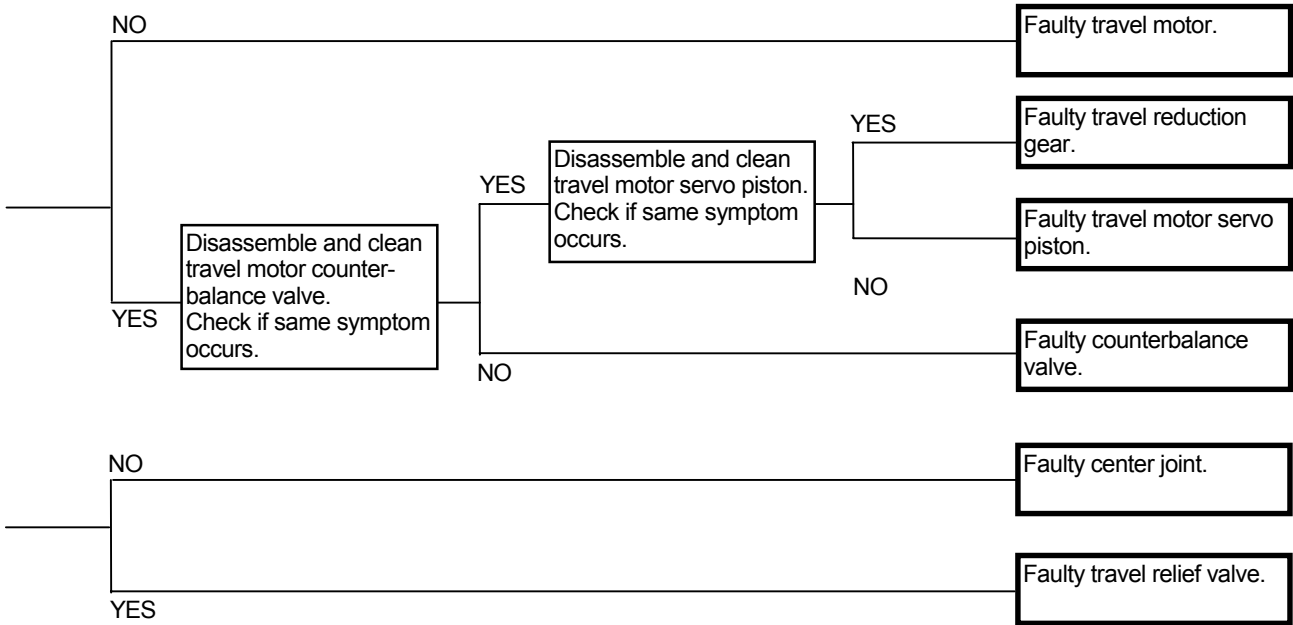 NO
Faulty travel motor.
YES
Faulty travel reduction
gear.
YES
Disassemble and clean
travel motor servo piston.
Check if same symptom
occurs.
Faulty travel motor servo
piston.
NO
YES
Disassemble and clean
travel motor counter-
balance valve.
Check if same symptom
occurs.
NO
Faulty counterbalance
valve.
NO
Faulty center joint.
YES
Faulty travel relief valve.